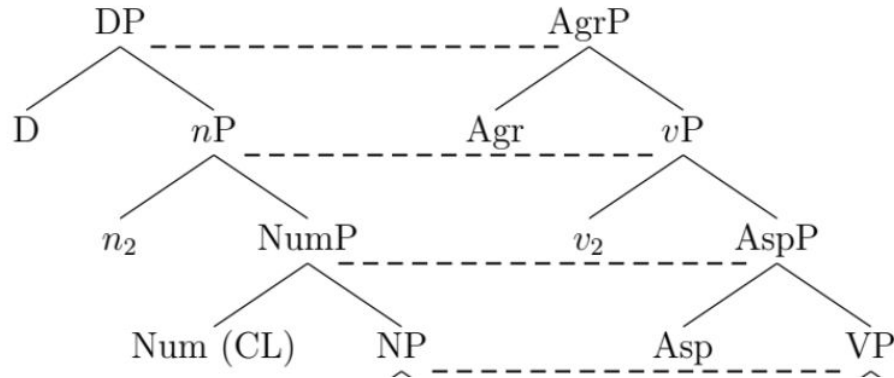 DP AgrP
D nP Agr vP
n₂ NumP v₂ AspP
Num (CL) NP Asp VP